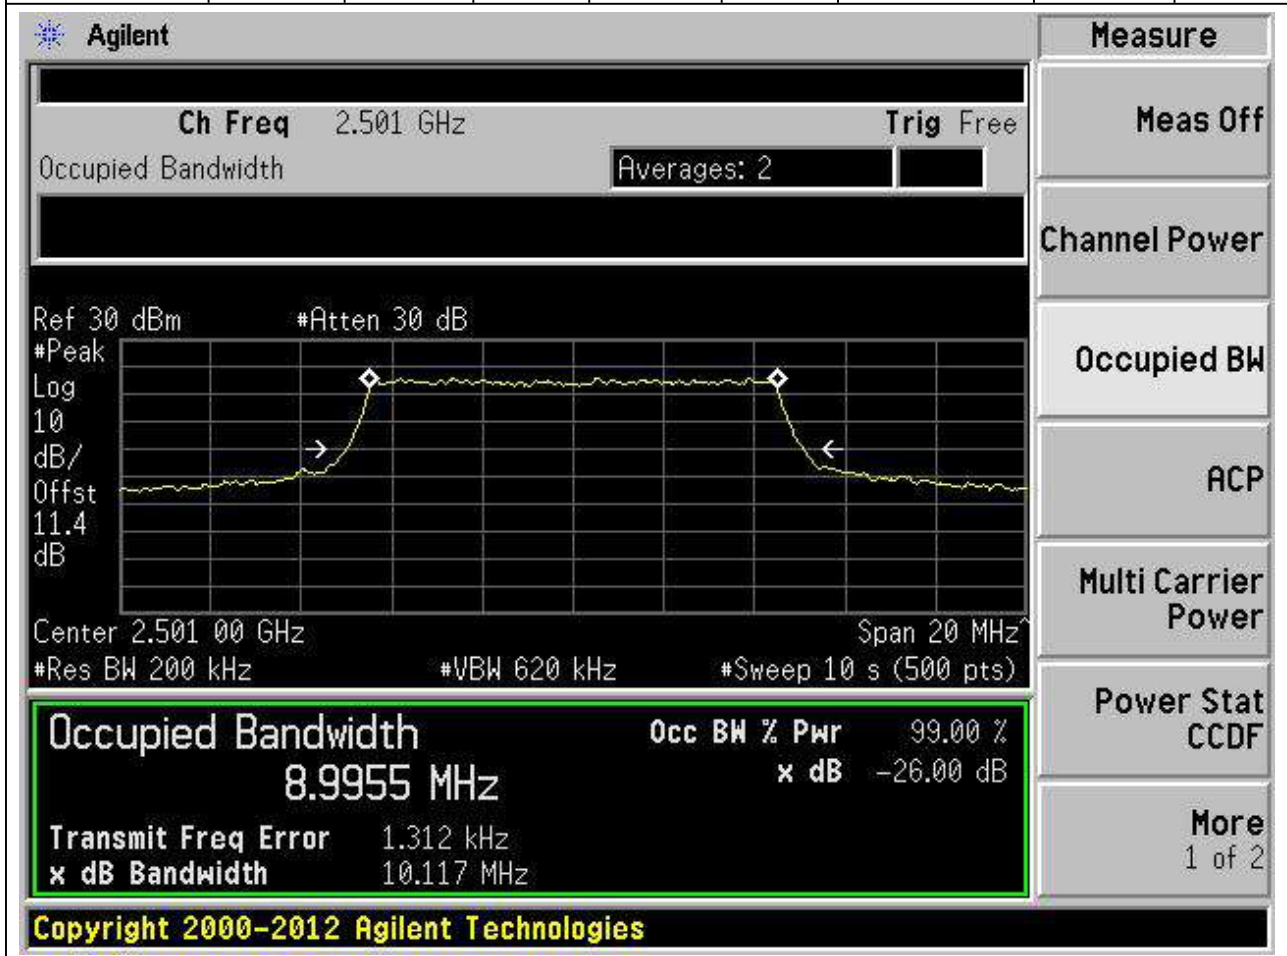 Agilent
Measure
Ch Freq 2.501 GHz Trig Free
Occupied Bandwidth Averages: 2
Meas Off
Channel Power
Occupied BW
ACP
Multi Carrier
Power
Power Stat
CCDF
More
1 of 2
Ref 30 dBm #Atten 30 dB
#Peak
Log
10
dB/
Offst
11.4
dB
Center 2.501 00 GHz Span 20 MHz^
#Res BW 200 kHz #VBW 620 kHz #Sweep 10 s (500 pts)
Occupied Bandwidth Occ BW % Pwr 99.00 %
8.9955 MHz x dB -26.00 dB
Transmit Freq Error 1.312 kHz
x dB Bandwidth 10.117 MHz
Copyright 2000-2012 Agilent Technologies